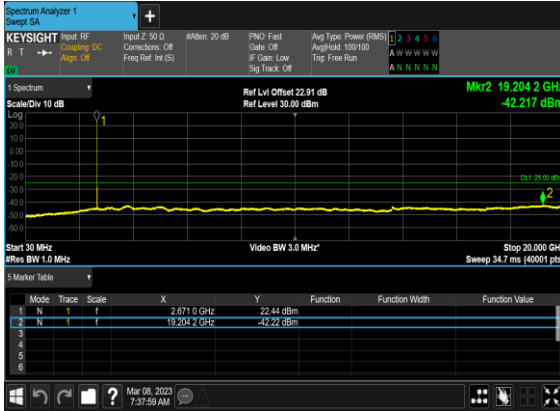 Spectrum Analyzer 1
Swept SA
+
KEYSIGHT Input: RF Input Z: 50 Ω #Atten: 20 dB PNO: Fast Avg Type: Power (RMS) 1 2 3 4 5 6
R T Coupling: DC Corrections: Off Gate: Off Avg|Hold: 100/100 A W W W W W
Align: Off Freq Ref: Int (S) IF Gain: Low Trig: Free Run
Sig Track: Off A N N N N N
1 Spectrum Ref Lvl Offset 22.91 dB Mkr2 19.204 2 GHz
Scale/Div 10 dB Ref Level 30.00 dBm -42.217 dBm
Log
1
20.0
10.0
0.00
-10.0
-20.0
DL1 -25.00 dBm
-30.0
2
-40.0
-50.0
-60.0
Start 30 MHz Video BW 3.0 MHz* Stop 20.000 GH
#Res BW 1.0 MHz Sweep 34.7 ms (40001 pts
5 Marker Table
Mode Trace Scale X Y Function Function Width Function Value
1 N 1 f 2.671 0 GHz 22.44 dBm
2 N 1 f 19.204 2 GHz -42.22 dBm
3
4
5
6
? Mar 08, 2023
7:37:59 AM